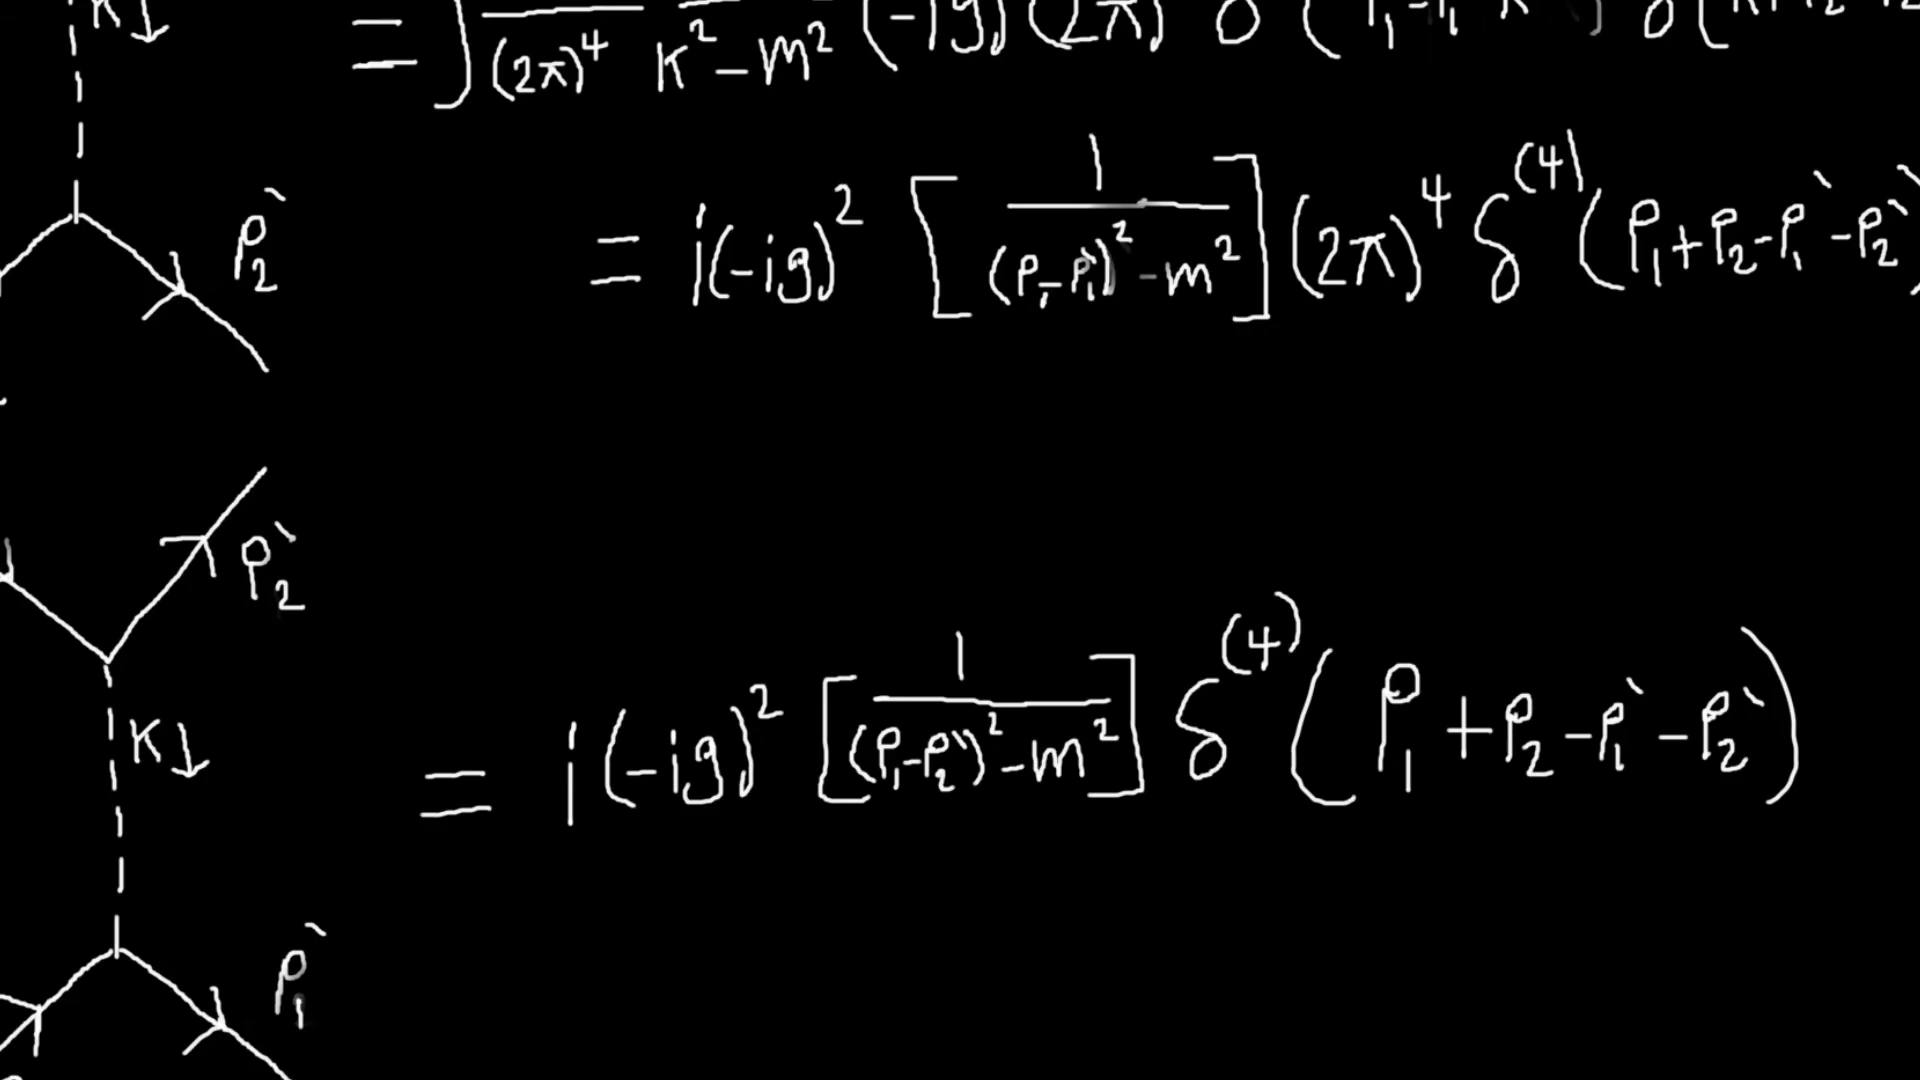 K↓
= ∫ 1/(2π)⁴ K²-m² (-ig) (2π) δ
= i(-ig)² [1/((P₁-P₁`)²-m²)] (2π)⁴ δ⁽⁴⁾ (P₁+P₂-P₁`-P₂`)
P₂`
P₂`
K↓
= i(-ig)² [1/((P₁-P₂`)²-m²)] δ⁽⁴⁾ (P₁+P₂-P₁`-P₂`)
P₁`